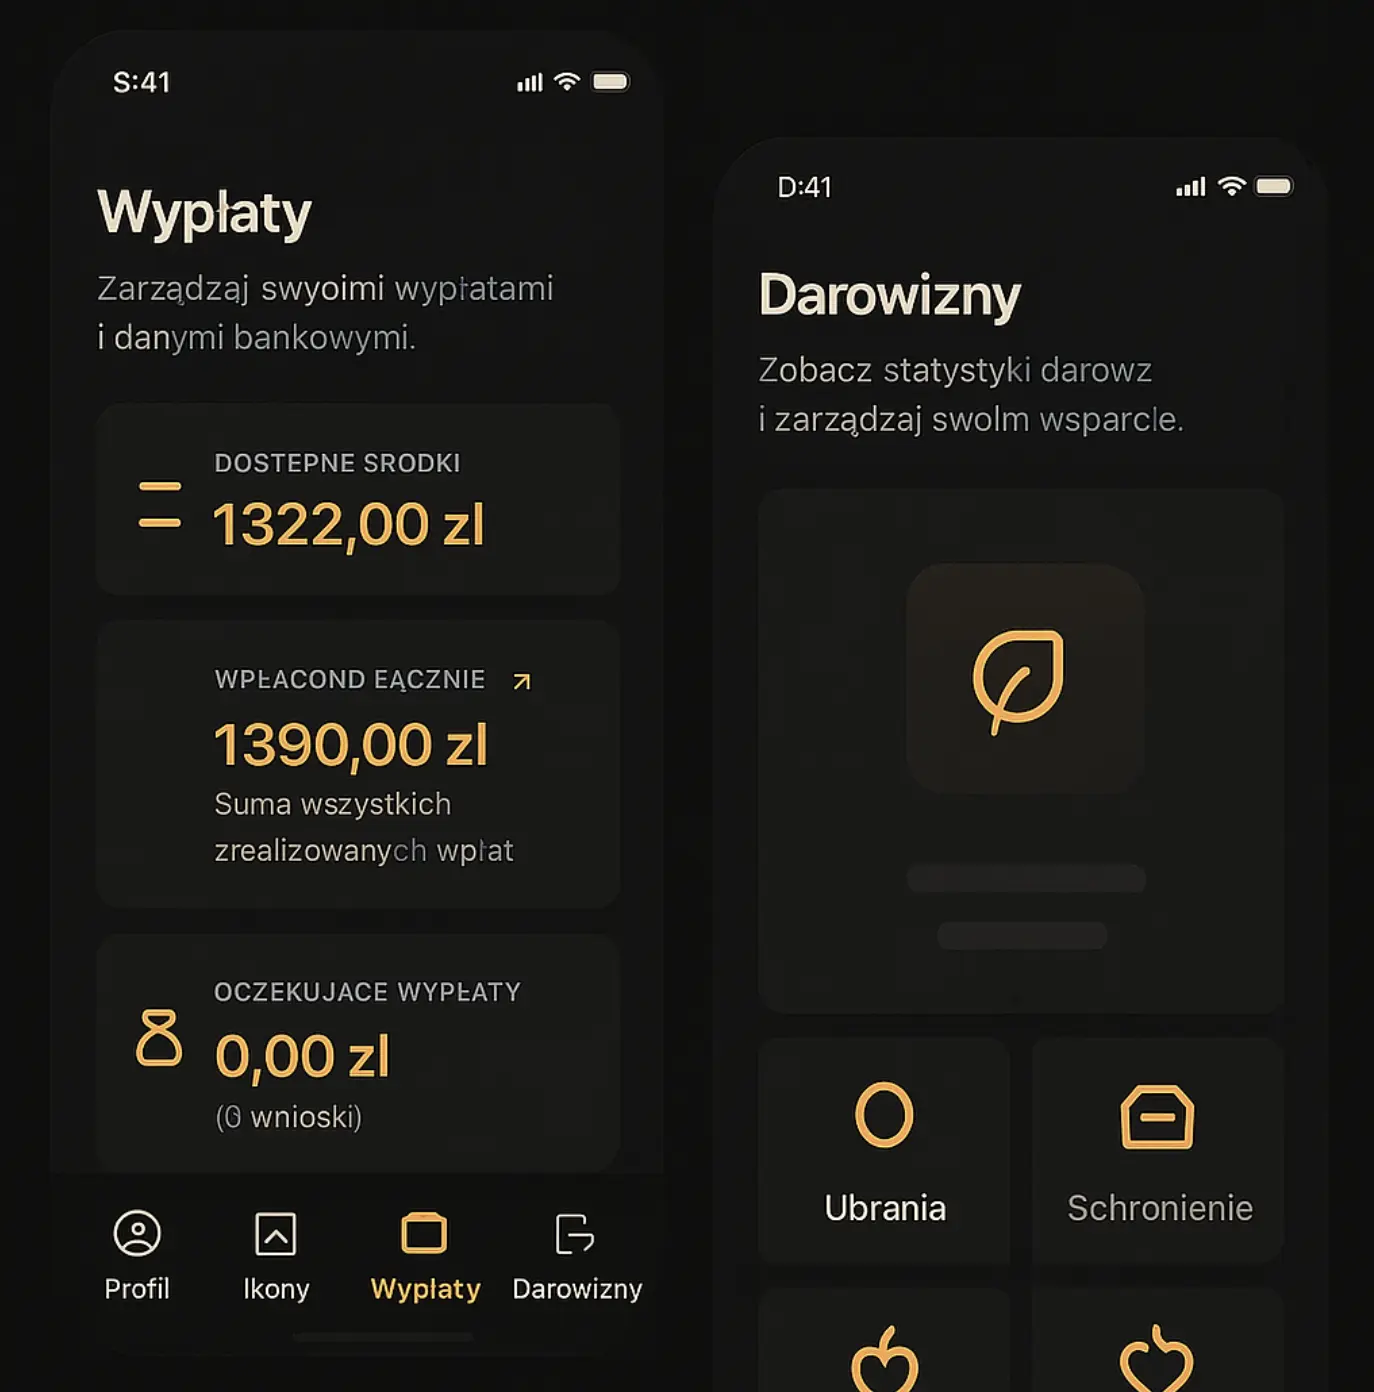 S:41
Wypłaty
Zarządzaj swyoimi wypłatami
i danymi bankowymi.
DOSTEPNE SRODKI
1322,00 zl
WPŁACOND EĄCZNIE
1390,00 zl
Suma wszystkich
zrealizowanych wpłat
OCZEKUJACE WYPŁATY
0,00 zl
(0 wnioski)
Profil
Ikony
Wypłaty
Darowizny
D:41
Darowizny
Zobacz statystyki darowz
i zarządzaj swolm wsparcle.
Ubrania
Schronienie